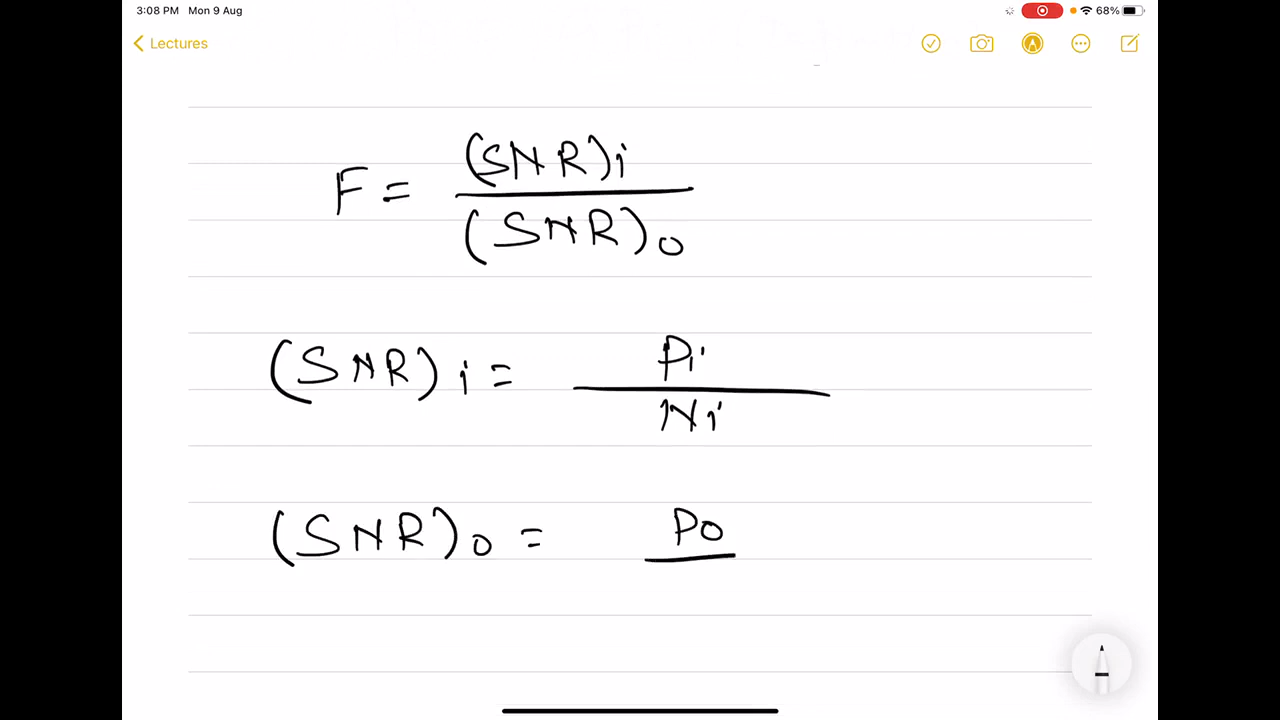 3:08 PM Mon 9 Aug 68%
Lectures
F = (SNR)i / (SNR)o
(SNR)i = Pi / Ni
(SNR)o = Po